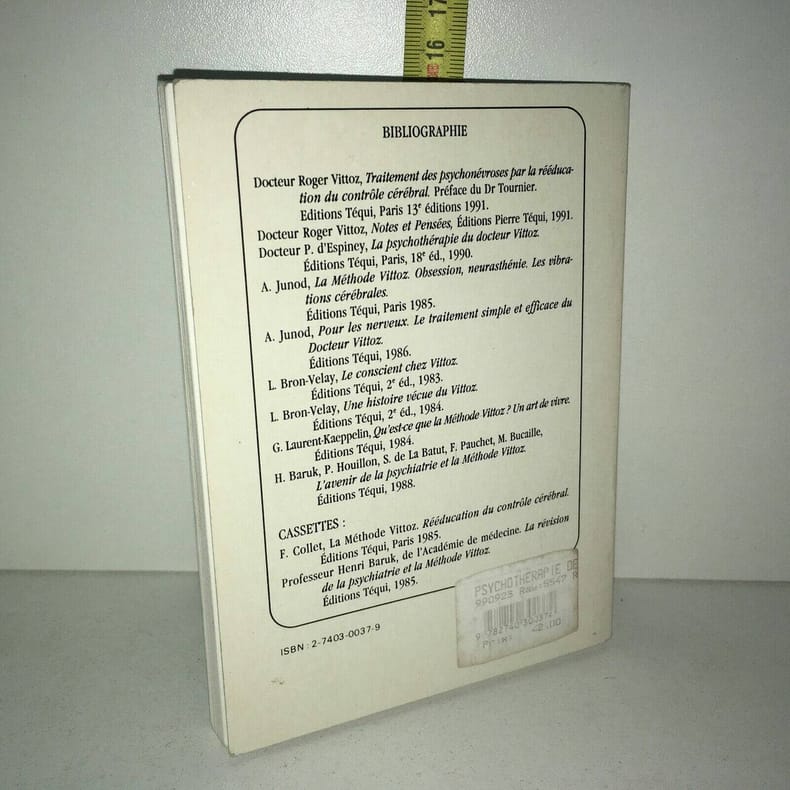 16 17
BIBLIOGRAPHIE
Docteur Roger Vittoz, Traitement des psychonévroses par la rééduca-
tion du contrôle cérébral. Préface du Dr Tournier.
Editions Téqui, Paris 13e éditions 1991.
Docteur Roger Vittoz, Notes et Pensées, Éditions Pierre Téqui, 1991.
Docteur P. d'Espiney, La psychothérapie du docteur Vittoz.
Éditions Téqui, Paris, 18e éd., 1990.
A. Junod, La Méthode Vittoz. Obsession, neurasthénie. Les vibra-
tions cérébrales.
Éditions Téqui, Paris 1985.
A. Junod, Pour les nerveux. Le traitement simple et efficace du
Docteur Vittoz.
Éditions Téqui, 1986.
L. Bron-Velay, Le conscient chez Vittoz.
Éditions Téqui, 2e éd., 1983.
L. Bron-Velay, Une histoire vécue du Vittoz.
Éditions Téqui, 2e éd., 1984.
G. Laurent-Kaeppelin, Qu'est-ce que la Méthode Vittoz ? Un art de vivre.
Éditions Téqui, 1984.
H. Baruk, P. Houillon, S. de La Batut, F. Pauchet, M. Bucaille,
L'avenir de la psychiatrie et la Méthode Vittoz.
Éditions Téqui, 1988.
CASSETTES :
F. Collet, La Méthode Vittoz. Rééducation du contrôle cérébral.
Éditions Téqui, Paris 1985.
Professeur Henri Baruk, de l'Académie de médecine. La révision
de la psychiatrie et la Méthode Vittoz.
Éditions Téqui, 1985.
ISBN : 2-7403-0037-9
PSYCHOTHERAPIE DE
990923 5547 R
9 782740 300374